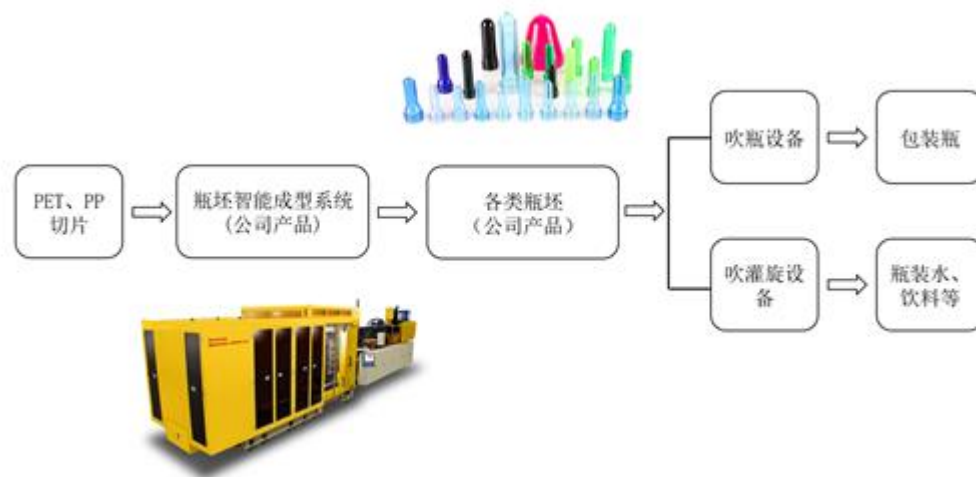 PET、PP
切片
瓶坯智能成型系统
(公司产品)
各类瓶坯
（公司产品）
吹瓶设备
包装瓶
吹灌旋设
备
瓶装水、
饮料等